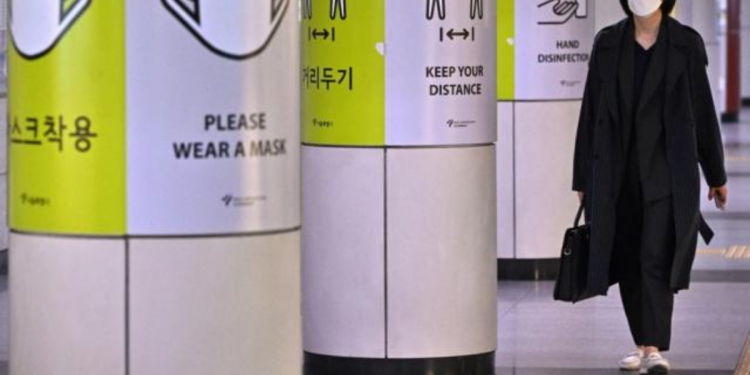 스크착용
PLEASE
WEAR A MASK
거리두기
KEEP YOUR
DISTANCE
HAND
DISINFECTION